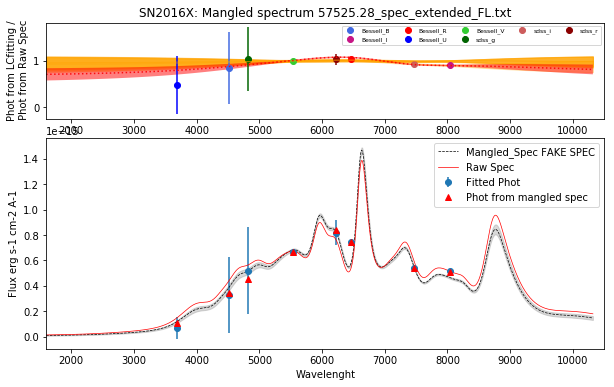 SN2016X: Mangled spectrum 57525.28_spec_extended_FL.txt
Phot from LCfitting /
Phot from Raw Spec
1
0
Bessell_B
Bessell_I
Bessell_R
Bessell_U
Bessell_V
sdss_g
sdss_i
sdss_r
2000 3000 4000 5000 6000 7000 8000 9000 10000
1e−15
Flux erg s-1 cm-2 A-1
1.4
1.2
1.0
0.8
0.6
0.4
0.2
0.0
Mangled_Spec FAKE SPEC
Raw Spec
Fitted Phot
Phot from mangled spec
2000 3000 4000 5000 6000 7000 8000 9000 10000
Wavelenght